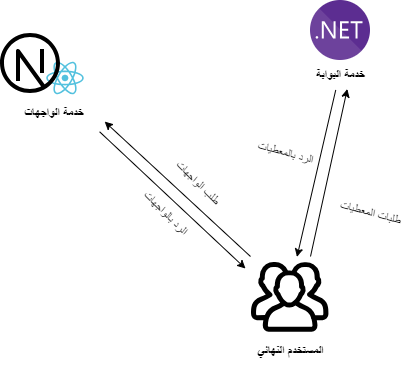 .NET
خدمة البوابة
N
خدمة الواجهات
الرد بالمعطيات
طلب الواجهات
الرد بالواجهات
طلبات المعطيات
المستخدم النهائي